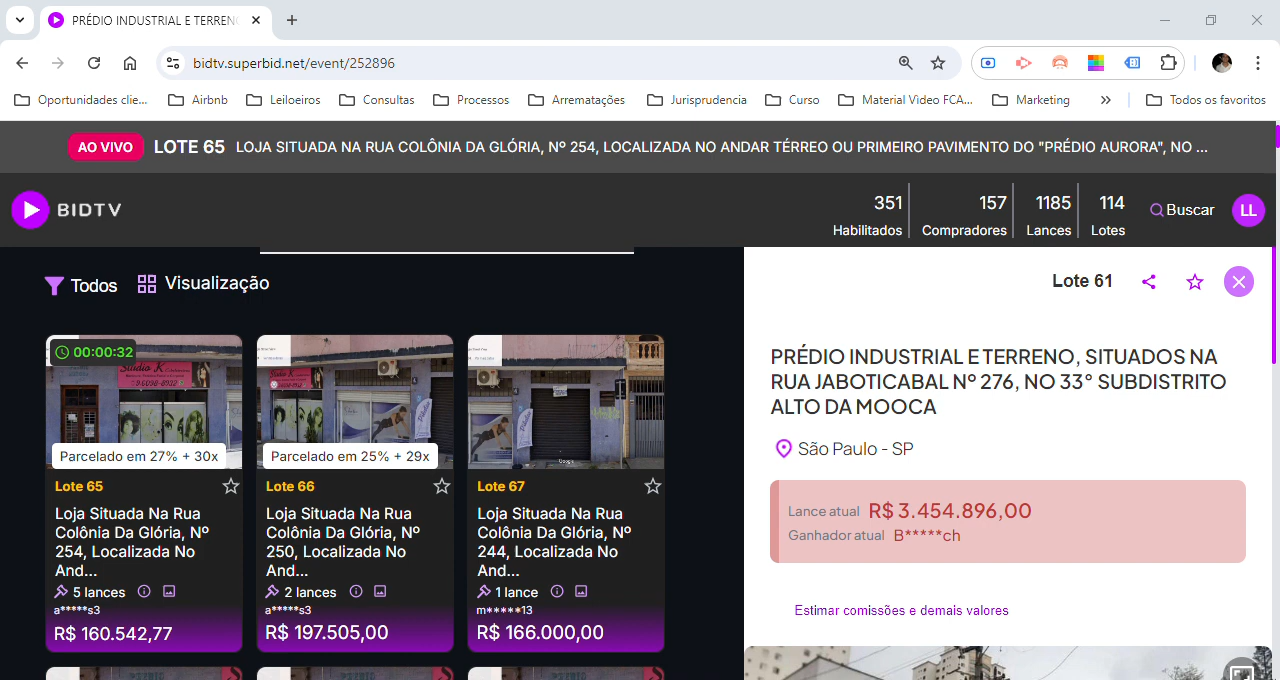 PRÉDIO INDUSTRIAL E TERREN
bidtv.superbid.net/event/252896
Oportunidades clie...
Airbnb
Leiloeiros
Consultas
Processos
Arrematações
Jurisprudencia
Curso
Material Video FCA...
Marketing
Todos os favoritos
AO VIVO LOTE 65 LOJA SITUADA NA RUA COLÔNIA DA GLÓRIA, Nº 254, LOCALIZADA NO ANDAR TÉRREO OU PRIMEIRO PAVIMENTO DO "PRÉDIO AURORA", NO ...
BIDTV
351
Habilitados
157
Compradores
1185
Lances
114
Lotes
Buscar
LL
Todos
Visualização
00:00:32
Studio K
Parcelado em 27% + 30x
Lote 65
Loja Situada Na Rua
Colônia Da Glória, Nº
254, Localizada No
And...
5 lances
a*****s3
R$ 160.542,77
Parcelado em 25% + 29x
Lote 66
Loja Situada Na Rua
Colônia Da Glória, Nº
250, Localizada No
And...
2 lances
a*****s3
R$ 197.505,00
Google
Lote 67
Loja Situada Na Rua
Colônia Da Glória, Nº
244, Localizada No
And...
1 lance
m*****13
R$ 166.000,00
Lote 61
PRÉDIO INDUSTRIAL E TERRENO, SITUADOS NA
RUA JABOTICABAL Nº 276, NO 33° SUBDISTRITO
ALTO DA MOOCA
São Paulo - SP
Lance atual R$ 3.454.896,00
Ganhador atual B*****ch
Estimar comissões e demais valores